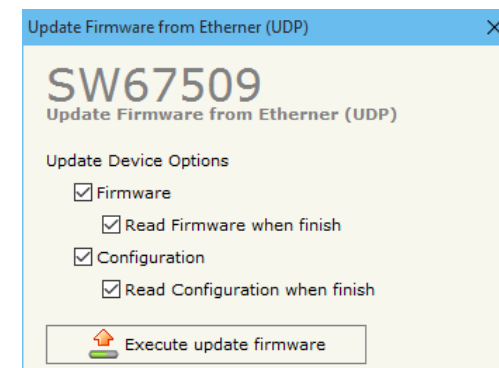 Update Firmware from Etherner (UDP)
SW67509
Update Firmware from Etherner (UDP)
Update Device Options
Firmware
Read Firmware when finish
Configuration
Read Configuration when finish
Execute update firmware